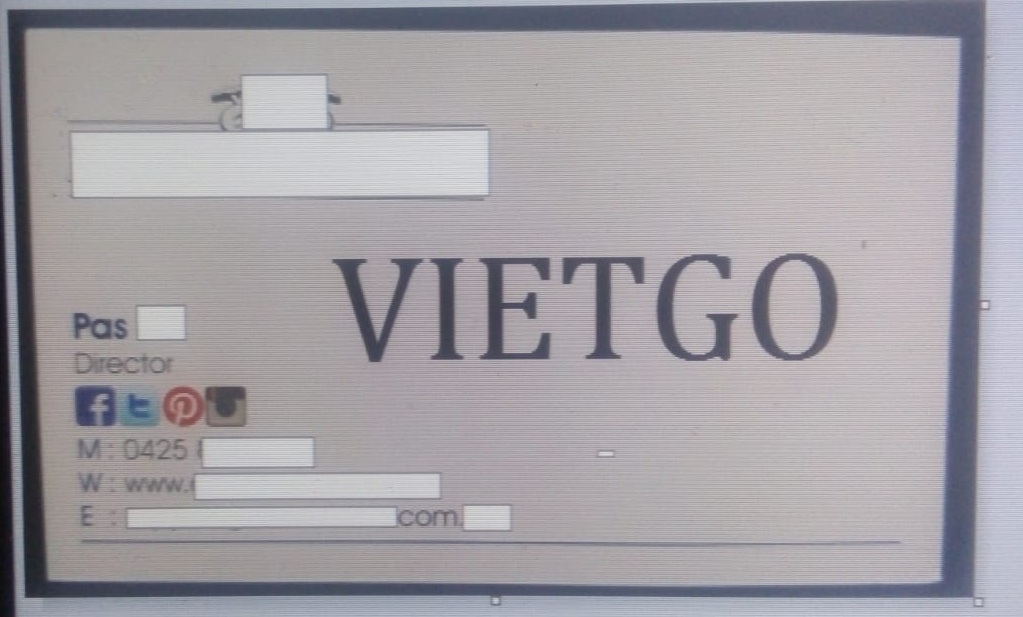 VIETGO
Pas
Director
M : 0425
W : www.
E : com.